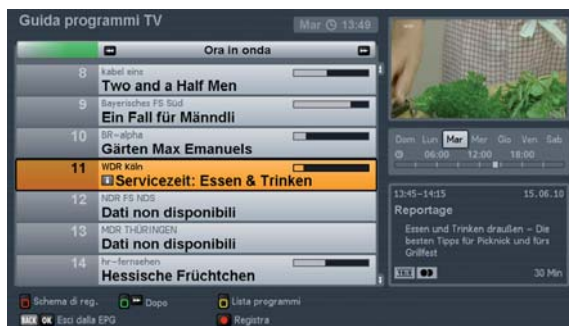 Guida programmi TV
Mar 13:49
Ora in onda
8 kabel eins
Two and a Half Men
9 Bayerisches FS Süd
Ein Fall für Männdli
10 BR-alpha
Gärten Max Emanuels
11 WDR Köln
Servicezeit: Essen & Trinken
12 NDR FS NDS
Dati non disponibili
13 MDR THÜRINGEN
Dati non disponibili
14 hr-fernsehen
Hessische Früchtchen
Dom Lun Mar Mer Gio Ven Sab
06:00 12:00 18:00
13:45-14:15 15.06.10
Reportage
Essen und Trinken draußen - Die
besten Tipps für Picknick und fürs
Grillfest
30 Min
Schema di reg. Dopo Lista programmi
BACK OK Esci dalla EPG Registra